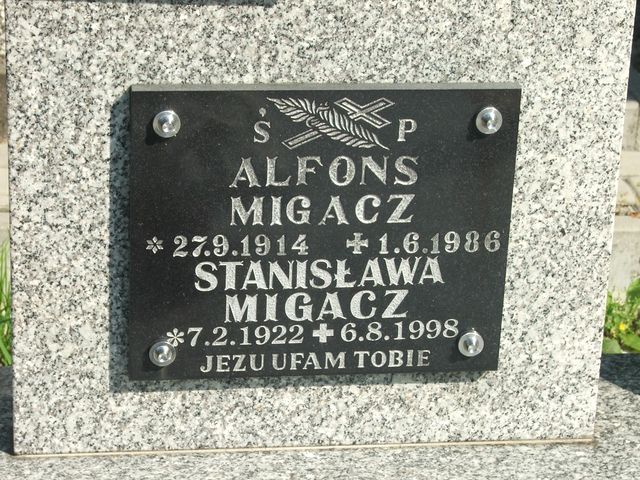 Ś P
ALFONS
MIGACZ
* 27.9.1914 ✝ 1.6.1986
STANISŁAWA
MIGACZ
* 7.2.1922 ✝ 6.8.1998
JEZU UFAM TOBIE